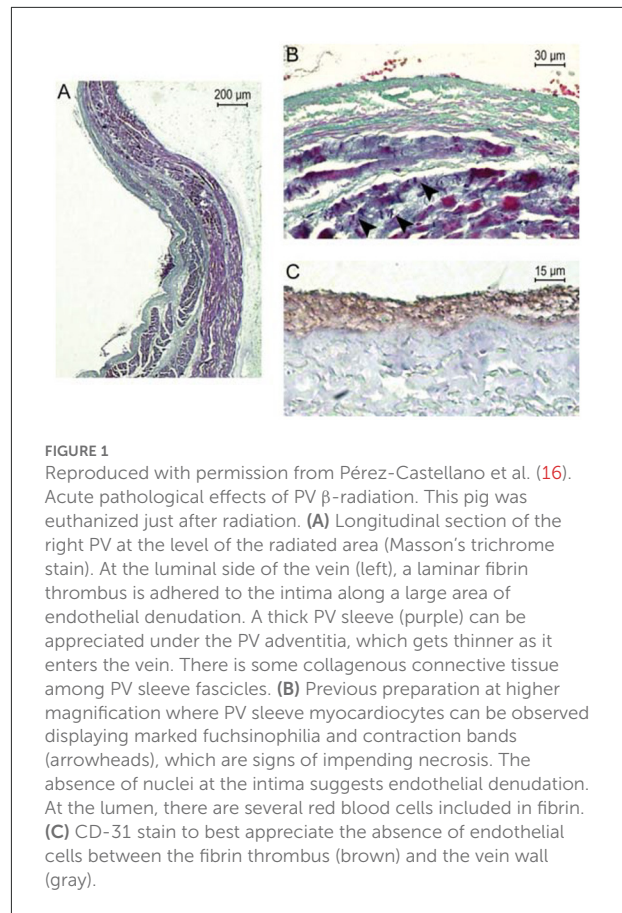 A
200 µm
B
30 µm
C
15 µm
FIGURE 1
Reproduced with permission from Pérez-Castellano et al. (16).
Acute pathological effects of PV β-radiation. This pig was
euthanized just after radiation. (A) Longitudinal section of the
right PV at the level of the radiated area (Masson's trichrome
stain). At the luminal side of the vein (left), a laminar fibrin
thrombus is adhered to the intima along a large area of
endothelial denudation. A thick PV sleeve (purple) can be
appreciated under the PV adventitia, which gets thinner as it
enters the vein. There is some collagenous connective tissue
among PV sleeve fascicles. (B) Previous preparation at higher
magnification where PV sleeve myocardiocytes can be observed
displaying marked fuchsinophilia and contraction bands
(arrowheads), which are signs of impending necrosis. The
absence of nuclei at the intima suggests endothelial denudation.
At the lumen, there are several red blood cells included in fibrin.
(C) CD-31 stain to best appreciate the absence of endothelial
cells between the fibrin thrombus (brown) and the vein wall
(gray).